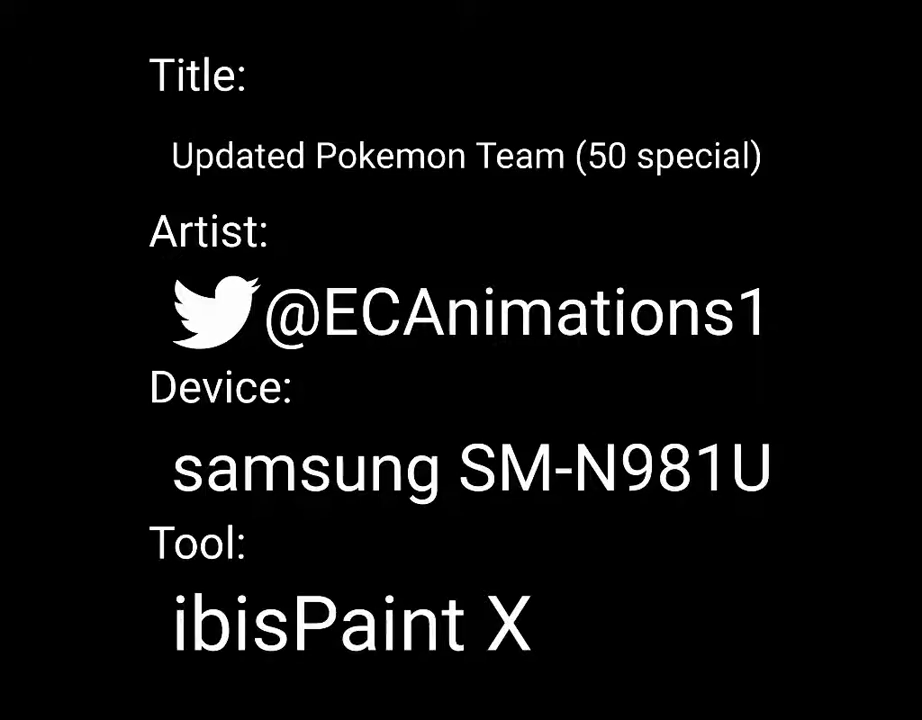 Title:
Updated Pokemon Team (50 special)
Artist:
@ECAnimations1
Device:
samsung SM-N981U
Tool:
ibisPaint X